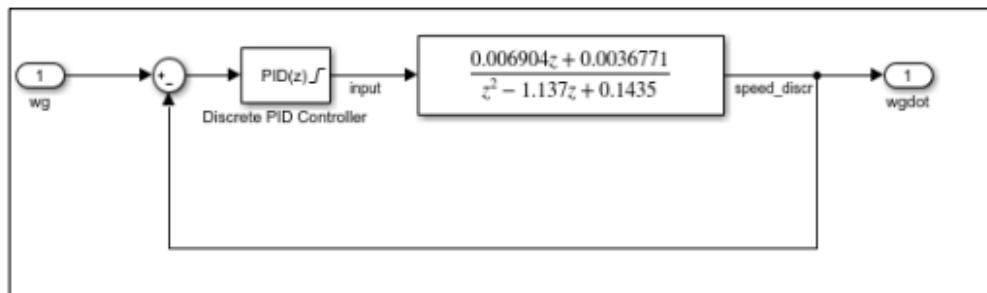 1
wg
+
-
PID(z)
Discrete PID Controller
input
0.006904z + 0.0036771
z² − 1.137z + 0.1435
speed_discr
1
wgdot